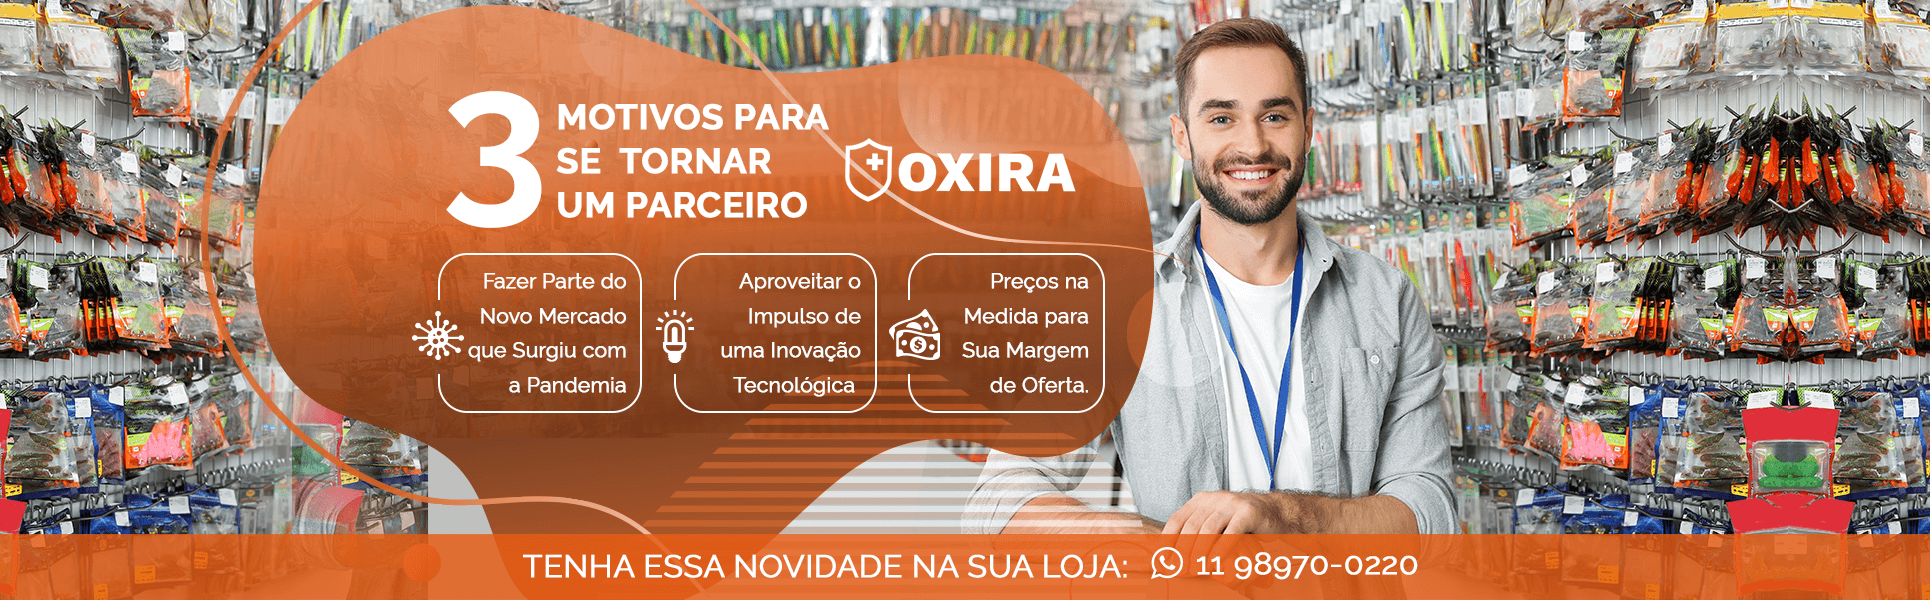 3 MOTIVOS PARA
SE TORNAR
UM PARCEIRO
OXIRA
Fazer Parte do
Novo Mercado
que Surgiu com
a Pandemia
Aproveitar o
Impulso de
uma Inovação
Tecnológica
Preços na
Medida para
Sua Margem
de Oferta.
TENHA ESSA NOVIDADE NA SUA LOJA: 11 98970-0220